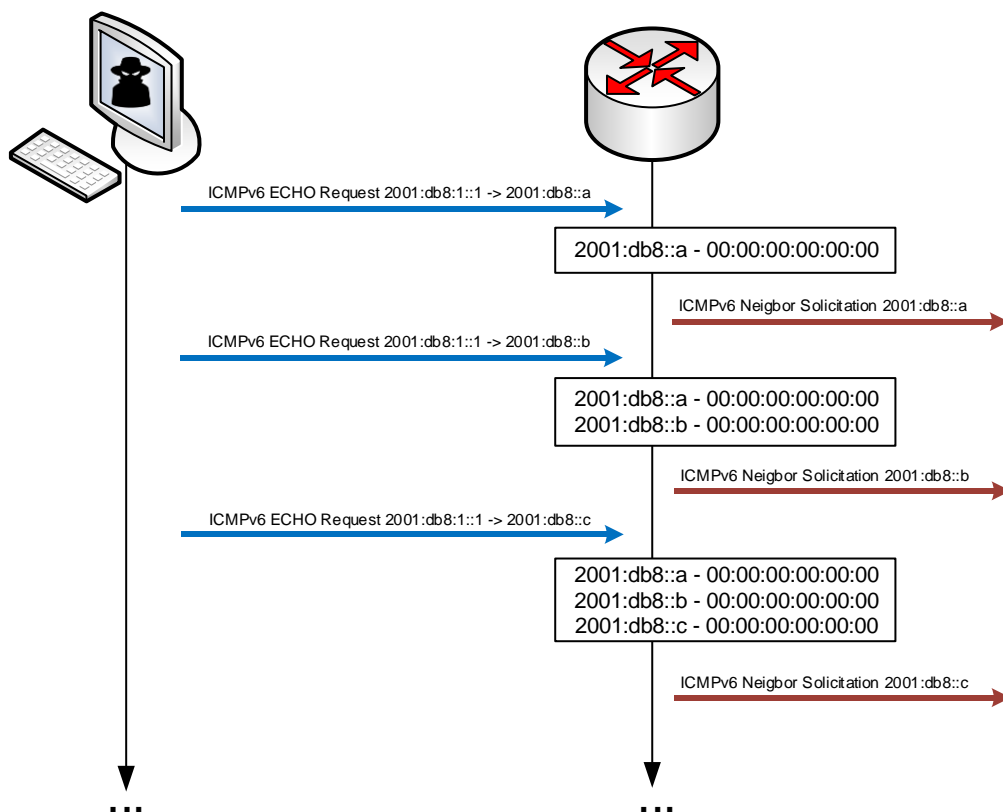 ICMPv6 ECHO Request 2001:db8:1::1 -> 2001:db8::a
2001:db8::a - 00:00:00:00:00:00
ICMPv6 Neigbor Solicitation 2001:db8::a
ICMPv6 ECHO Request 2001:db8:1::1 -> 2001:db8::b
2001:db8::a - 00:00:00:00:00:00
2001:db8::b - 00:00:00:00:00:00
ICMPv6 Neigbor Solicitation 2001:db8::b
ICMPv6 ECHO Request 2001:db8:1::1 -> 2001:db8::c
2001:db8::a - 00:00:00:00:00:00
2001:db8::b - 00:00:00:00:00:00
2001:db8::c - 00:00:00:00:00:00
ICMPv6 Neigbor Solicitation 2001:db8::c
... ...